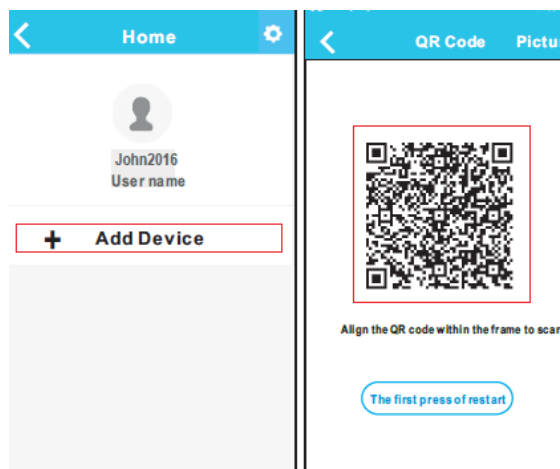 Home
John2016
User name
+ Add Device
QR Code Pictu
Align the QR code within the frame to scan
The first press of restart